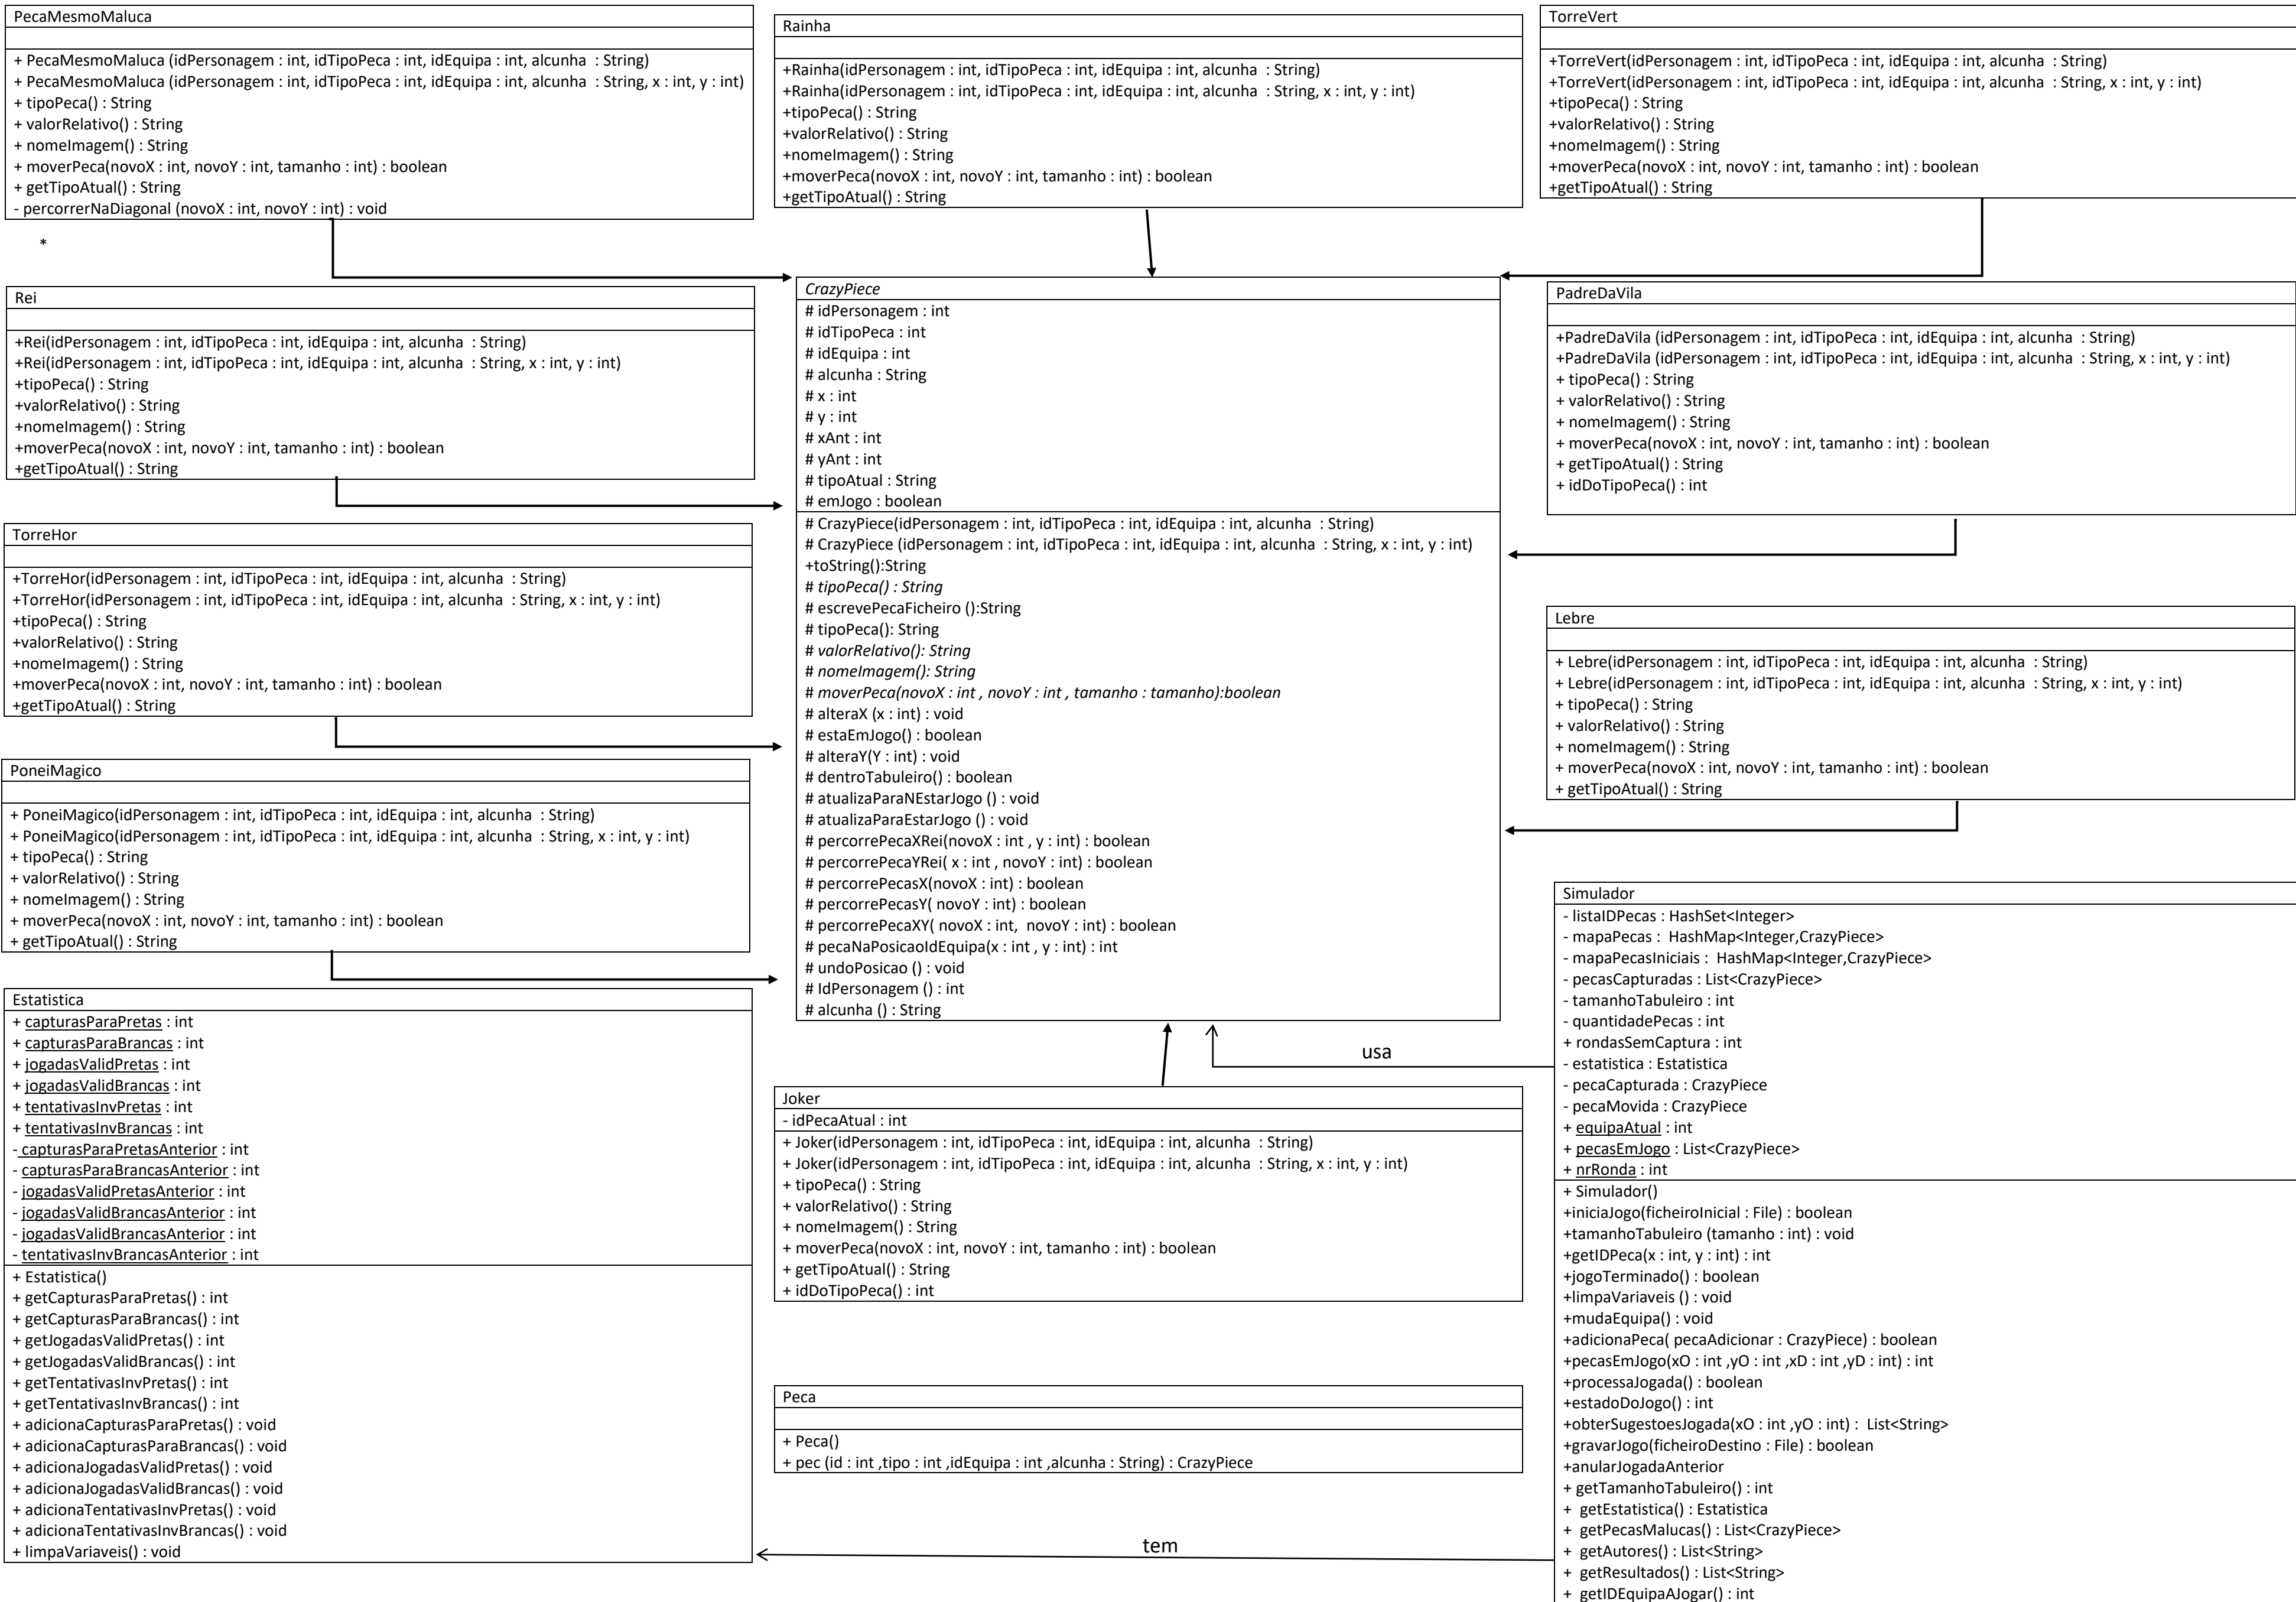 PecaMesmoMaluca
+ PecaMesmoMaluca (idPersonagem : int, idTipoPeca : int, idEquipa : int, alcunha : String)
+ PecaMesmoMaluca (idPersonagem : int, idTipoPeca : int, idEquipa : int, alcunha : String, x : int, y : int)
+ tipoPeca() : String
+ valorRelativo() : String
+ nomeImagem() : String
+ moverPeca(novoX : int, novoY : int, tamanho : int) : boolean
+ getTipoAtual() : String
- percorrerNaDiagonal (novoX : int, novoY : int) : void
*
Rainha
+Rainha(idPersonagem : int, idTipoPeca : int, idEquipa : int, alcunha : String)
+Rainha(idPersonagem : int, idTipoPeca : int, idEquipa : int, alcunha : String, x : int, y : int)
+tipoPeca() : String
+valorRelativo() : String
+nomeImagem() : String
+moverPeca(novoX : int, novoY : int, tamanho : int) : boolean
+getTipoAtual() : String
TorreVert
+TorreVert(idPersonagem : int, idTipoPeca : int, idEquipa : int, alcunha : String)
+TorreVert(idPersonagem : int, idTipoPeca : int, idEquipa : int, alcunha : String, x : int, y : int)
+tipoPeca() : String
+valorRelativo() : String
+nomeImagem() : String
+moverPeca(novoX : int, novoY : int, tamanho : int) : boolean
+getTipoAtual() : String
Rei
+Rei(idPersonagem : int, idTipoPeca : int, idEquipa : int, alcunha : String)
+Rei(idPersonagem : int, idTipoPeca : int, idEquipa : int, alcunha : String, x : int, y : int)
+tipoPeca() : String
+valorRelativo() : String
+nomeImagem() : String
+moverPeca(novoX : int, novoY : int, tamanho : int) : boolean
+getTipoAtual() : String
TorreHor
+TorreHor(idPersonagem : int, idTipoPeca : int, idEquipa : int, alcunha : String)
+TorreHor(idPersonagem : int, idTipoPeca : int, idEquipa : int, alcunha : String, x : int, y : int)
+tipoPeca() : String
+valorRelativo() : String
+nomeImagem() : String
+moverPeca(novoX : int, novoY : int, tamanho : int) : boolean
+getTipoAtual() : String
PoneiMagico
+ PoneiMagico(idPersonagem : int, idTipoPeca : int, idEquipa : int, alcunha : String)
+ PoneiMagico(idPersonagem : int, idTipoPeca : int, idEquipa : int, alcunha : String, x : int, y : int)
+ tipoPeca() : String
+ valorRelativo() : String
+ nomeImagem() : String
+ moverPeca(novoX : int, novoY : int, tamanho : int) : boolean
+ getTipoAtual() : String
CrazyPiece
# idPersonagem : int
# idTipoPeca : int
# idEquipa : int
# alcunha : String
# x : int
# y : int
# xAnt : int
# yAnt : int
# tipoAtual : String
# emJogo : boolean
# CrazyPiece(idPersonagem : int, idTipoPeca : int, idEquipa : int, alcunha : String)
# CrazyPiece (idPersonagem : int, idTipoPeca : int, idEquipa : int, alcunha : String, x : int, y : int)
+toString():String
# tipoPeca() : String
# escrevePecaFicheiro ():String
# tipoPeca(): String
# valorRelativo(): String
# nomeImagem(): String
# moverPeca(novoX : int , novoY : int , tamanho : tamanho):boolean
# alteraX (x : int) : void
# estaEmJogo() : boolean
# alteraY(Y : int) : void
# dentroTabuleiro() : boolean
# atualizaParaNEstarJogo () : void
# atualizaParaEstarJogo () : void
# percorrePecaXRei(novoX : int , y : int) : boolean
# percorrePecaYRei( x : int , novoY : int) : boolean
# percorrePecasX(novoX : int) : boolean
# percorrePecasY( novoY : int) : boolean
# percorrePecaXY( novoX : int, novoY : int) : boolean
# pecaNaPosicaoIdEquipa(x : int , y : int) : int
# undoPosicao () : void
# IdPersonagem () : int
# alcunha () : String
PadreDaVila
+PadreDaVila (idPersonagem : int, idTipoPeca : int, idEquipa : int, alcunha : String)
+PadreDaVila (idPersonagem : int, idTipoPeca : int, idEquipa : int, alcunha : String, x : int, y : int)
+ tipoPeca() : String
+ valorRelativo() : String
+ nomeImagem() : String
+ moverPeca(novoX : int, novoY : int, tamanho : int) : boolean
+ getTipoAtual() : String
+ idDoTipoPeca() : int
Lebre
+ Lebre(idPersonagem : int, idTipoPeca : int, idEquipa : int, alcunha : String)
+ Lebre(idPersonagem : int, idTipoPeca : int, idEquipa : int, alcunha : String, x : int, y : int)
+ tipoPeca() : String
+ valorRelativo() : String
+ nomeImagem() : String
+ moverPeca(novoX : int, novoY : int, tamanho : int) : boolean
+ getTipoAtual() : String
Estatistica
+ capturasParaPretas : int
+ capturasParaBrancas : int
+ jogadasValidPretas : int
+ jogadasValidBrancas : int
+ tentativasInvPretas : int
+ tentativasInvBrancas : int
- capturasParaPretasAnterior : int
- capturasParaBrancasAnterior : int
- jogadasValidPretasAnterior : int
- jogadasValidBrancasAnterior : int
- jogadasValidBrancasAnterior : int
- tentativasInvBrancasAnterior : int
+ Estatistica()
+ getCapturasParaPretas() : int
+ getCapturasParaBrancas() : int
+ getJogadasValidPretas() : int
+ getJogadasValidBrancas() : int
+ getTentativasInvPretas() : int
+ getTentativasInvBrancas() : int
+ adicionaCapturasParaPretas() : void
+ adicionaCapturasParaBrancas() : void
+ adicionaJogadasValidPretas() : void
+ adicionaJogadasValidBrancas() : void
+ adicionaTentativasInvPretas() : void
+ adicionaTentativasInvBrancas() : void
+ limpaVariaveis() : void
usa
Joker
- idPecaAtual : int
+ Joker(idPersonagem : int, idTipoPeca : int, idEquipa : int, alcunha : String)
+ Joker(idPersonagem : int, idTipoPeca : int, idEquipa : int, alcunha : String, x : int, y : int)
+ tipoPeca() : String
+ valorRelativo() : String
+ nomeImagem() : String
+ moverPeca(novoX : int, novoY : int, tamanho : int) : boolean
+ getTipoAtual() : String
+ idDoTipoPeca() : int
Peca
+ Peca()
+ pec (id : int ,tipo : int ,idEquipa : int ,alcunha : String) : CrazyPiece
tem
Simulador
- listaIDPecas : HashSet<Integer>
- mapaPecas : HashMap<Integer,CrazyPiece>
- mapaPecasIniciais : HashMap<Integer,CrazyPiece>
- pecasCapturadas : List<CrazyPiece>
- tamanhoTabuleiro : int
- quantidadePecas : int
+ rondasSemCaptura : int
- estatistica : Estatistica
- pecaCapturada : CrazyPiece
- pecaMovida : CrazyPiece
+ equipaAtual : int
+ pecasEmJogo : List<CrazyPiece>
+ nrRonda : int
+ Simulador()
+iniciaJogo(ficheiroInicial : File) : boolean
+tamanhoTabuleiro (tamanho : int) : void
+getIDPeca(x : int, y : int) : int
+jogoTerminado() : boolean
+limpaVariaveis () : void
+mudaEquipa() : void
+adicionaPeca( pecaAdicionar : CrazyPiece) : boolean
+pecasEmJogo(xO : int ,yO : int ,xD : int ,yD : int) : int
+processaJogada() : boolean
+estadoDoJogo() : int
+obterSugestoesJogada(xO : int ,yO : int) : List<String>
+gravarJogo(ficheiroDestino : File) : boolean
+anularJogadaAnterior
+ getTamanhoTabuleiro() : int
+ getEstatistica() : Estatistica
+ getPecasMalucas() : List<CrazyPiece>
+ getAutores() : List<String>
+ getResultados() : List<String>
+ getIDEquipaAJogar() : int